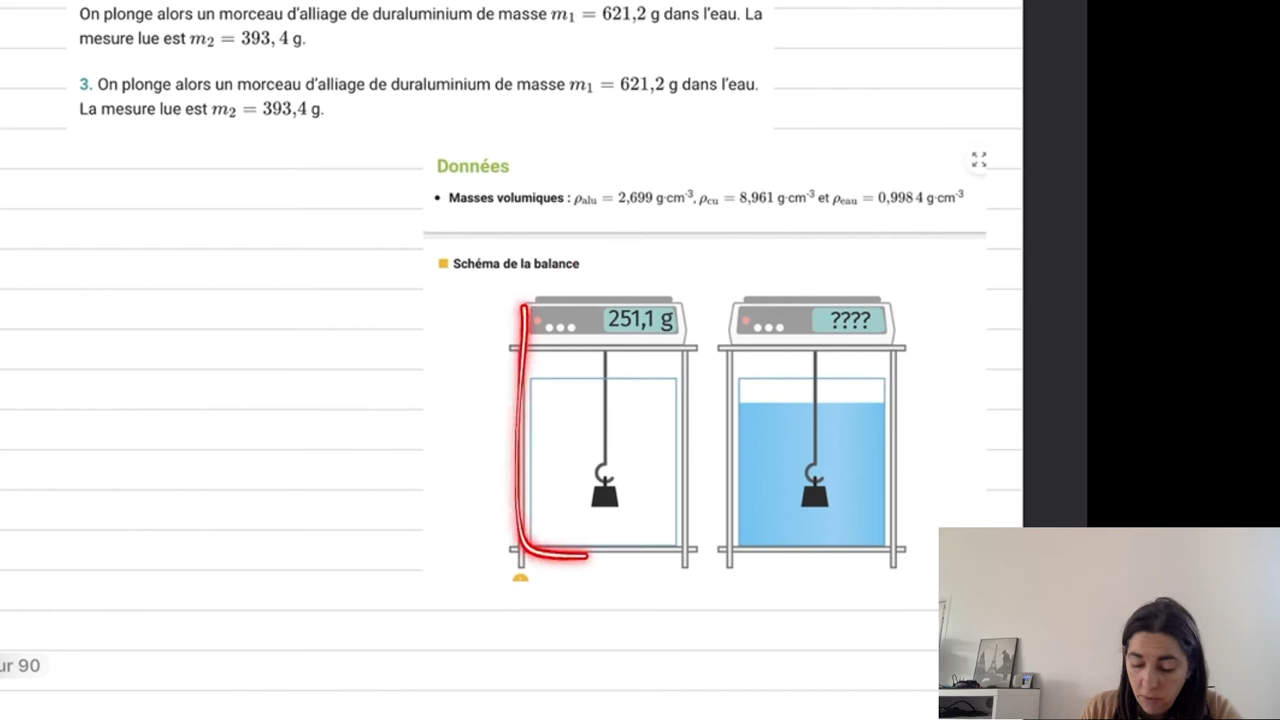 On plonge alors un morceau d'alliage de duraluminium de masse m₁ = 621,2 g dans l'eau. La
mesure lue est m₂ = 393, 4 g.
3. On plonge alors un morceau d'alliage de duraluminium de masse m₁ = 621,2 g dans l'eau.
La mesure lue est m₂ = 393,4 g.
Données
• Masses volumiques : ρalu = 2,699 g·cm⁻³, ρcu = 8,961 g·cm⁻³ et ρeau = 0,998 4 g·cm⁻³
Schéma de la balance
251,1 g
????
ur 90